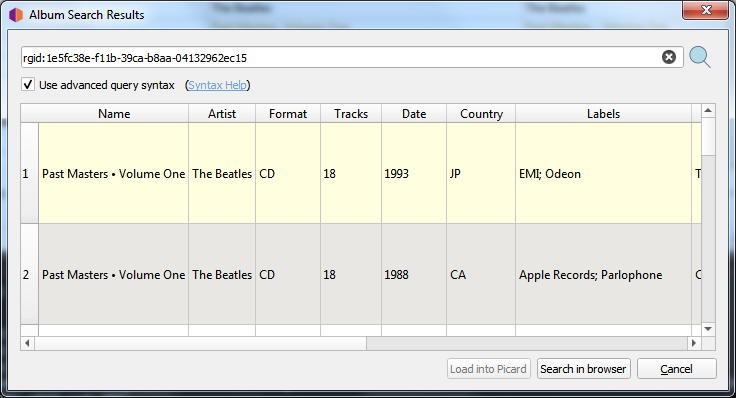 Album Search Results
rgid:1e5fc38e-f11b-39ca-b8aa-04132962ec15
Use advanced query syntax (Syntax Help)
Name Artist Format Tracks Date Country Labels
1 Past Masters • Volume One The Beatles CD 18 1993 JP EMI; Odeon T
2 Past Masters • Volume One The Beatles CD 18 1988 CA Apple Records; Parlophone
Load into Picard Search in browser Cancel